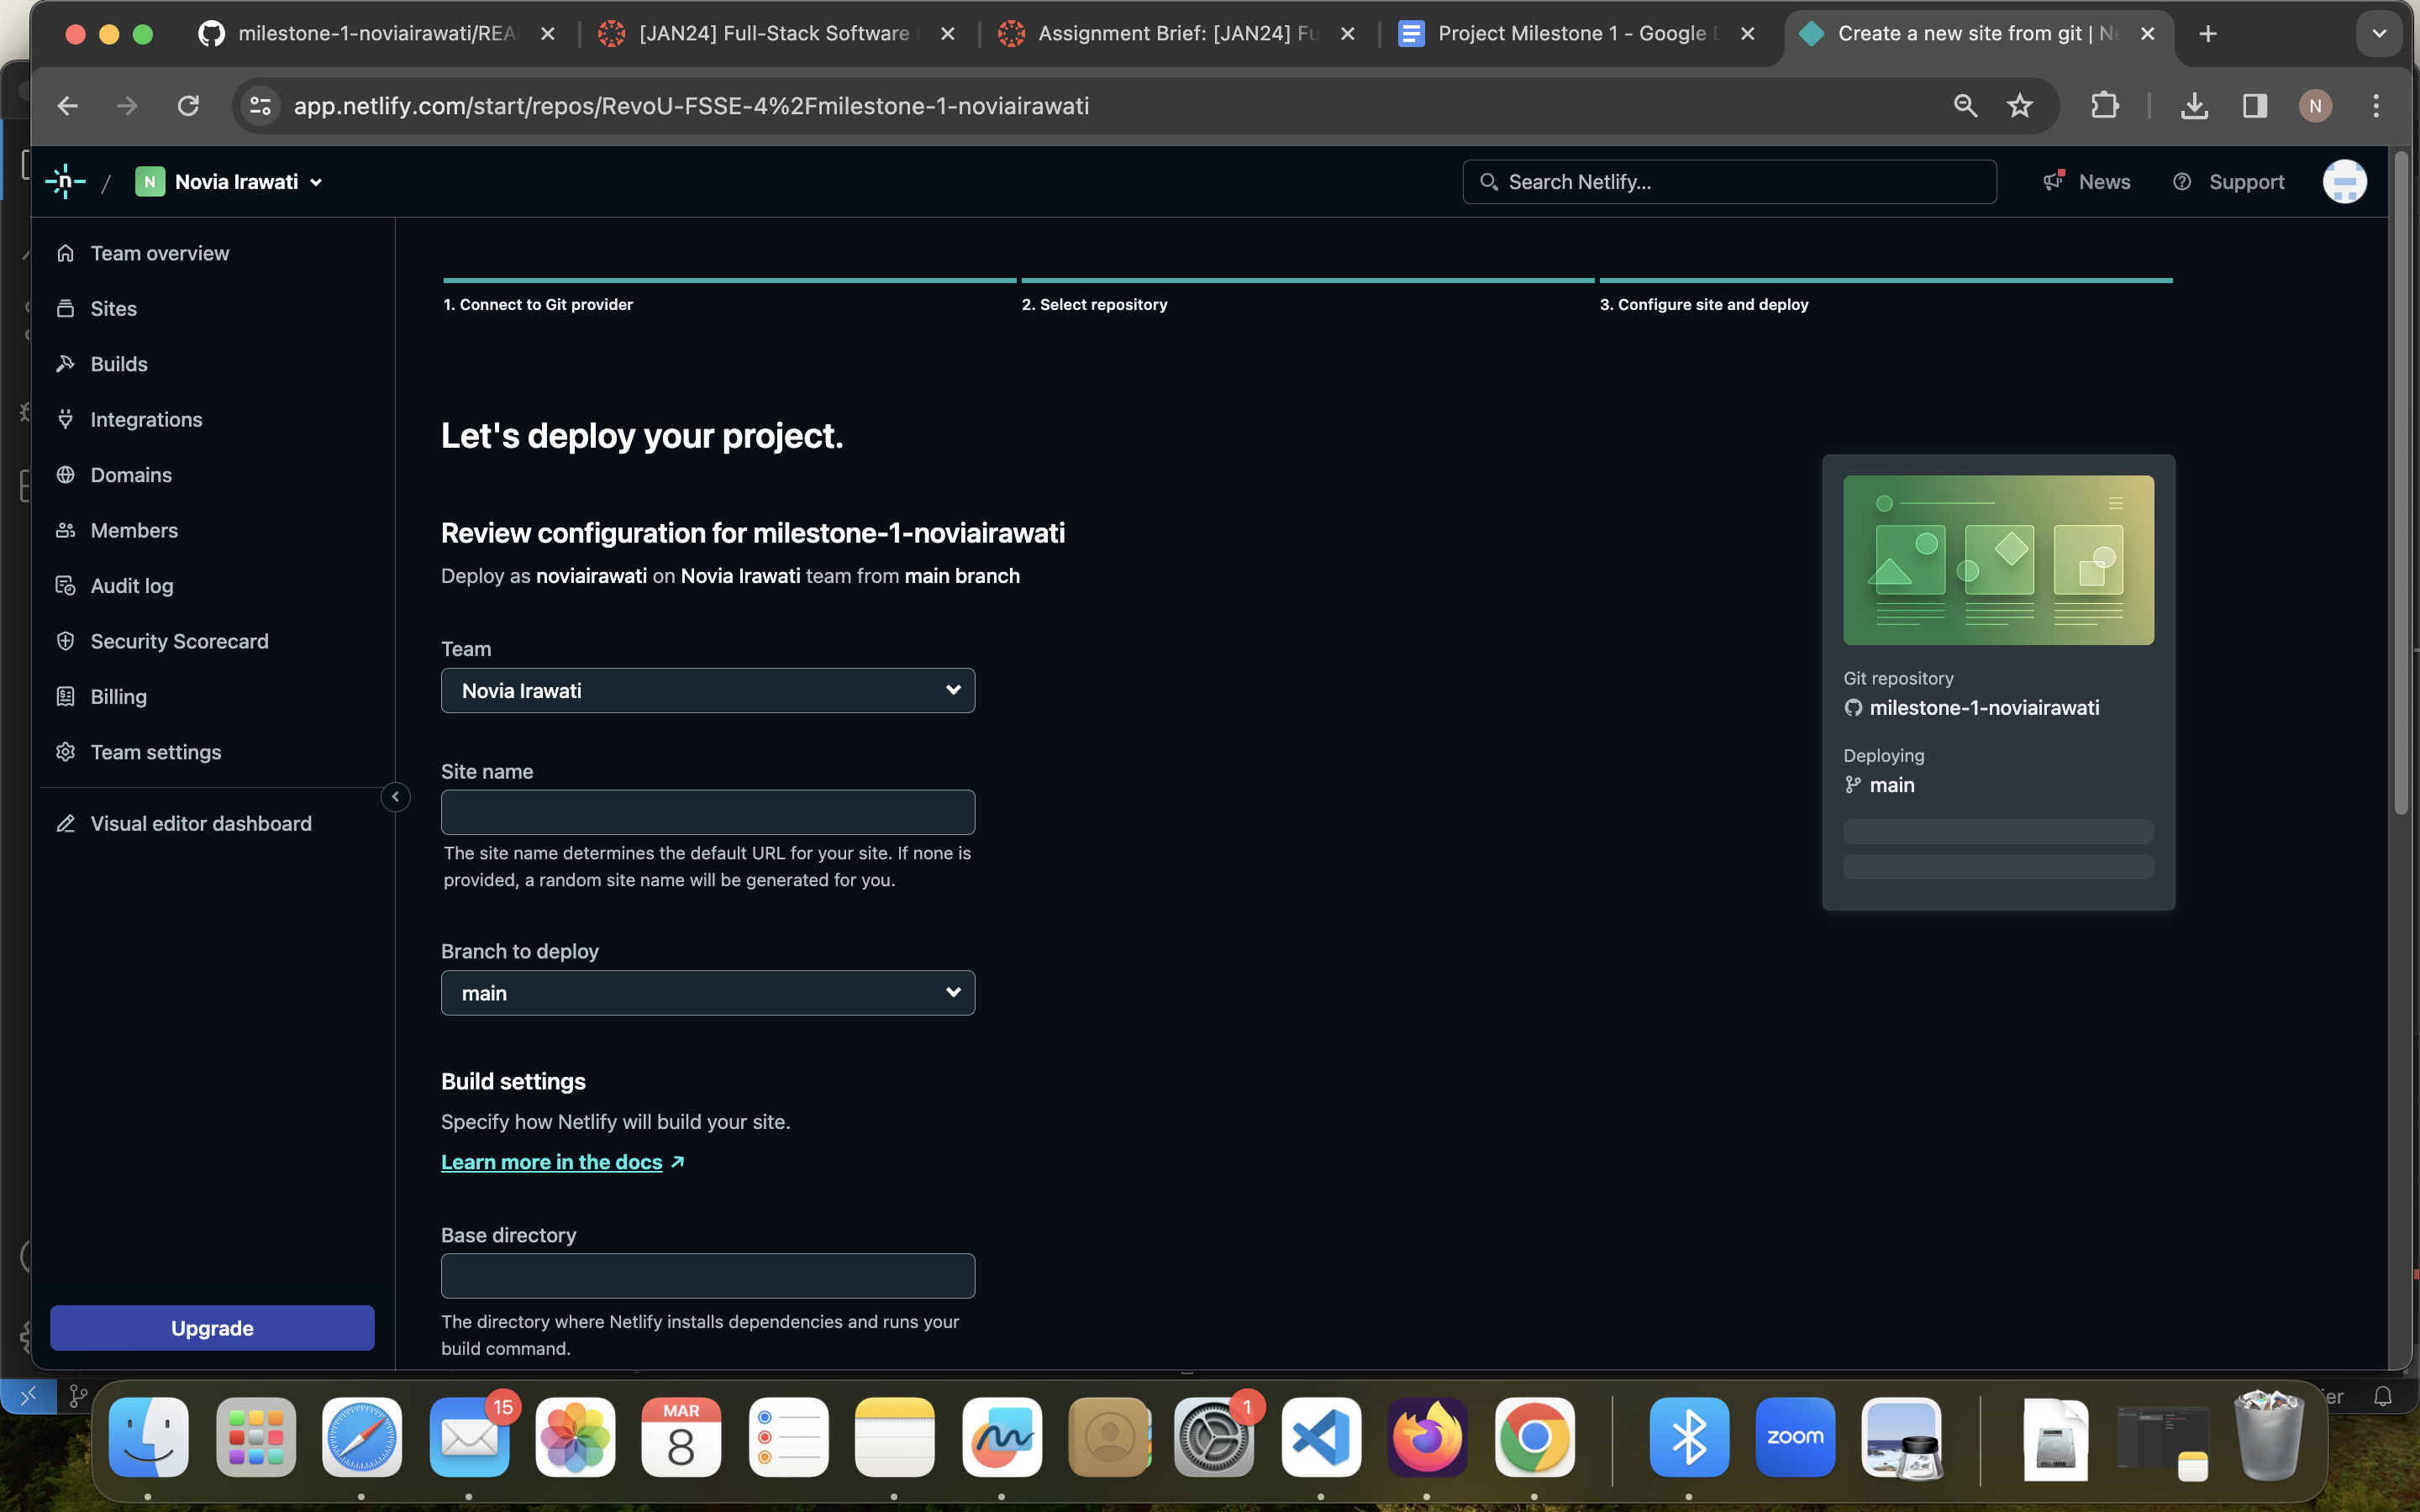 milestone-1-noviairawati/REA
[JAN24] Full-Stack Software
Assignment Brief: [JAN24] Fu
Project Milestone 1 - Google D
Create a new site from git | Ne
app.netlify.com/start/repos/RevoU-FSSE-4%2Fmilestone-1-noviairawati
N
n
/
N
Novia Irawati
Search Netlify...
News
Support
Team overview
Sites
Builds
Integrations
Domains
Members
Audit log
Security Scorecard
Billing
Team settings
Visual editor dashboard
Upgrade
1. Connect to Git provider
2. Select repository
3. Configure site and deploy
Let's deploy your project.
Review configuration for milestone-1-noviairawati
Deploy as noviairawati on Novia Irawati team from main branch
Team
Novia Irawati
Site name
The site name determines the default URL for your site. If none is
provided, a random site name will be generated for you.
Branch to deploy
main
Build settings
Specify how Netlify will build your site.
Learn more in the docs
Base directory
The directory where Netlify installs dependencies and runs your
build command.
Git repository
milestone-1-noviairawati
Deploying
main
15
MAR
8
1
zoom
ier